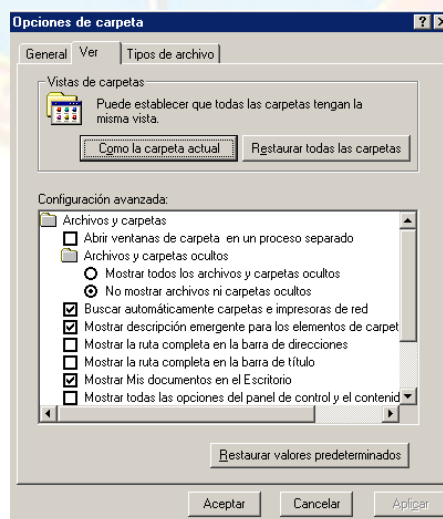 Opciones de carpeta
General Ver Tipos de archivo
Vistas de carpetas
Puede establecer que todas las carpetas tengan la
misma vista.
Como la carpeta actual Restaurar todas las carpetas
Configuración avanzada:
Archivos y carpetas
Abrir ventanas de carpeta en un proceso separado
Archivos y carpetas ocultos
Mostrar todos los archivos y carpetas ocultos
No mostrar archivos ni carpetas ocultos
Buscar automáticamente carpetas e impresoras de red
Mostrar descripción emergente para los elementos de carpet
Mostrar la ruta completa en la barra de direcciones
Mostrar la ruta completa en la barra de título
Mostrar Mis documentos en el Escritorio
Mostrar todas las opciones del panel de control y el contenid
Restaurar valores predeterminados
Aceptar Cancelar Aplicar